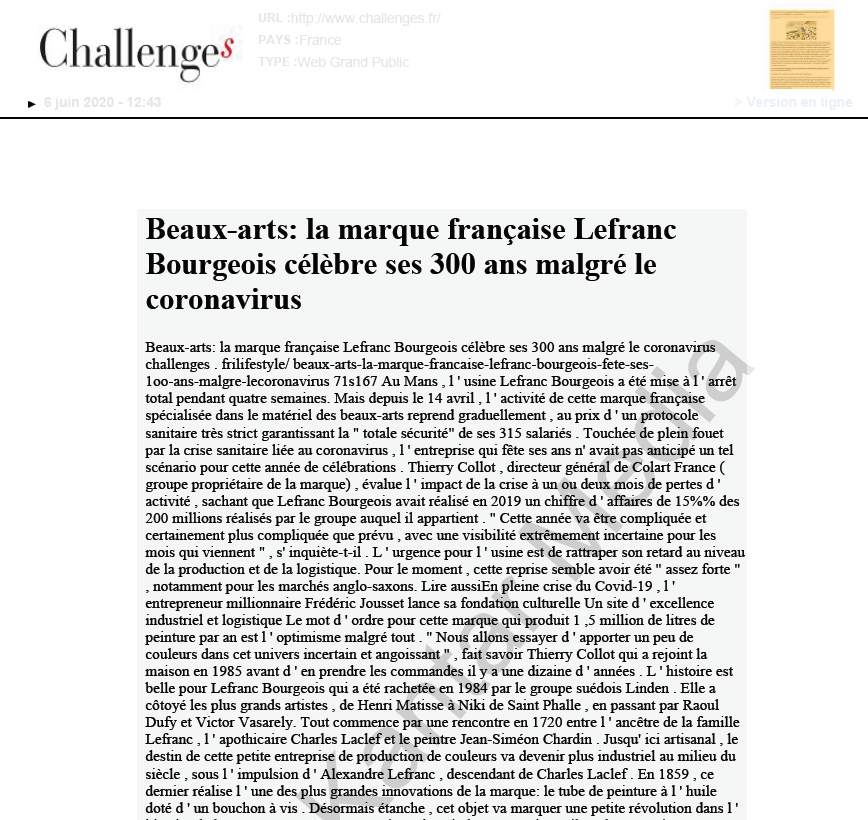 Challenges
URL :http://www.challenges.fr/
PAYS :France
TYPE :Web Grand Public
► 6 juin 2020 - 12:43
> Version en ligne
Beaux-arts: la marque française Lefranc
Bourgeois célèbre ses 300 ans malgré le
coronavirus
Beaux-arts: la marque française Lefranc Bourgeois célèbre ses 300 ans malgré le coronavirus
challenges . frilifestyle/ beaux-arts-la-marque-francaise-lefranc-bourgeois-fete-ses-
1oo-ans-malgre-lecoronavirus 71s167 Au Mans , l ' usine Lefranc Bourgeois a été mise à l ' arrêt
total pendant quatre semaines. Mais depuis le 14 avril , l ' activité de cette marque française
spécialisée dans le matériel des beaux-arts reprend graduellement , au prix d ' un protocole
sanitaire très strict garantissant la " totale sécurité" de ses 315 salariés . Touchée de plein fouet
par la crise sanitaire liée au coronavirus , l ' entreprise qui fête ses ans n' avait pas anticipé un tel
scénario pour cette année de célébrations . Thierry Collot , directeur général de Colart France (
groupe propriétaire de la marque) , évalue l ' impact de la crise à un ou deux mois de pertes d '
activité , sachant que Lefranc Bourgeois avait réalisé en 2019 un chiffre d ' affaires de 15%% des
200 millions réalisés par le groupe auquel il appartient . " Cette année va être compliquée et
certainement plus compliquée que prévu , avec une visibilité extrêmement incertaine pour les
mois qui viennent " , s' inquiète-t-il . L ' urgence pour l ' usine est de rattraper son retard au niveau
de la production et de la logistique. Pour le moment , cette reprise semble avoir été " assez forte "
, notamment pour les marchés anglo-saxons. Lire aussiEn pleine crise du Covid-19 , l '
entrepreneur millionnaire Frédéric Jousset lance sa fondation culturelle Un site d ' excellence
industriel et logistique Le mot d ' ordre pour cette marque qui produit 1 ,5 million de litres de
peinture par an est l ' optimisme malgré tout . " Nous allons essayer d ' apporter un peu de
couleurs dans cet univers incertain et angoissant " , fait savoir Thierry Collot qui a rejoint la
maison en 1985 avant d ' en prendre les commandes il y a une dizaine d ' années . L ' histoire est
belle pour Lefranc Bourgeois qui a été rachetée en 1984 par le groupe suédois Linden . Elle a
côtoyé les plus grands artistes , de Henri Matisse à Niki de Saint Phalle , en passant par Raoul
Dufy et Victor Vasarely. Tout commence par une rencontre en 1720 entre l ' ancêtre de la famille
Lefranc , l ' apothicaire Charles Laclef et le peintre Jean-Siméon Chardin . Jusqu' ici artisanal , le
destin de cette petite entreprise de production de couleurs va devenir plus industriel au milieu du
siècle , sous l ' impulsion d ' Alexandre Lefranc , descendant de Charles Laclef . En 1859 , ce
dernier réalise l ' une des plus grandes innovations de la marque: le tube de peinture à l ' huile
doté d ' un bouchon à vis . Désormais étanche , cet objet va marquer une petite révolution dans l '
Kantar Media